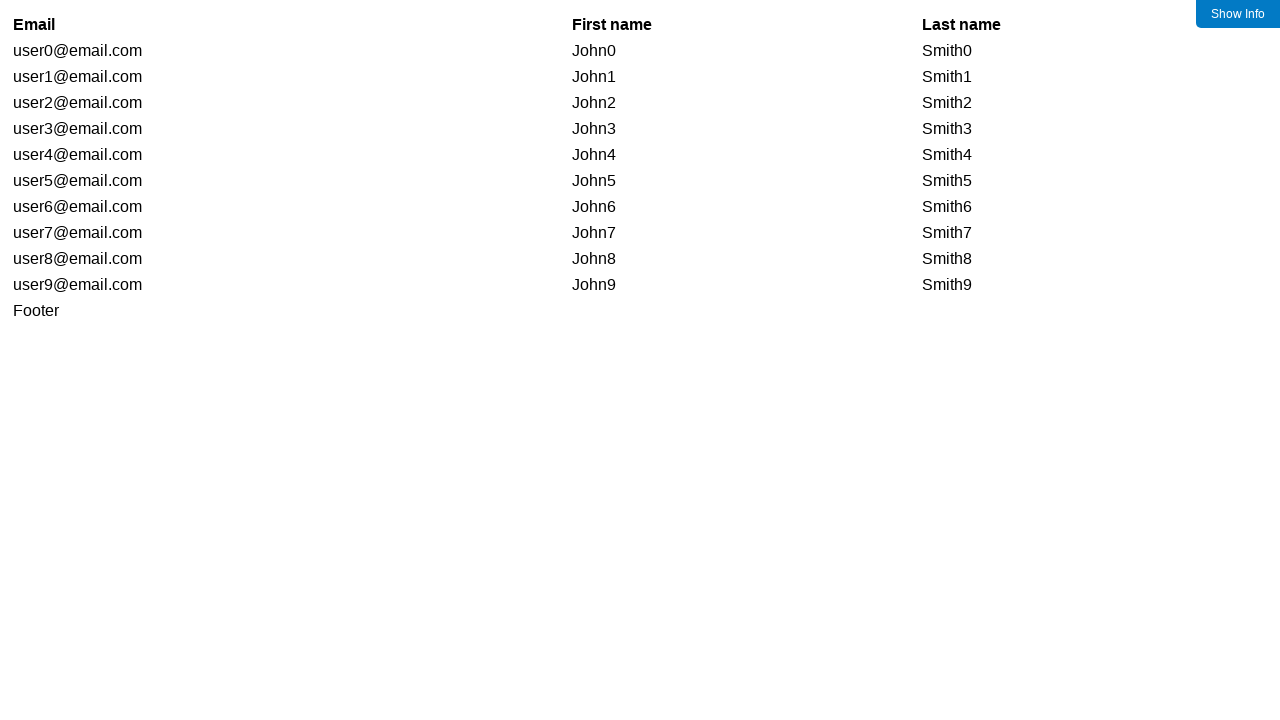 Show Info
Email First name Last name
user0@email.com John0 Smith0
user1@email.com John1 Smith1
user2@email.com John2 Smith2
user3@email.com John3 Smith3
user4@email.com John4 Smith4
user5@email.com John5 Smith5
user6@email.com John6 Smith6
user7@email.com John7 Smith7
user8@email.com John8 Smith8
user9@email.com John9 Smith9
Footer